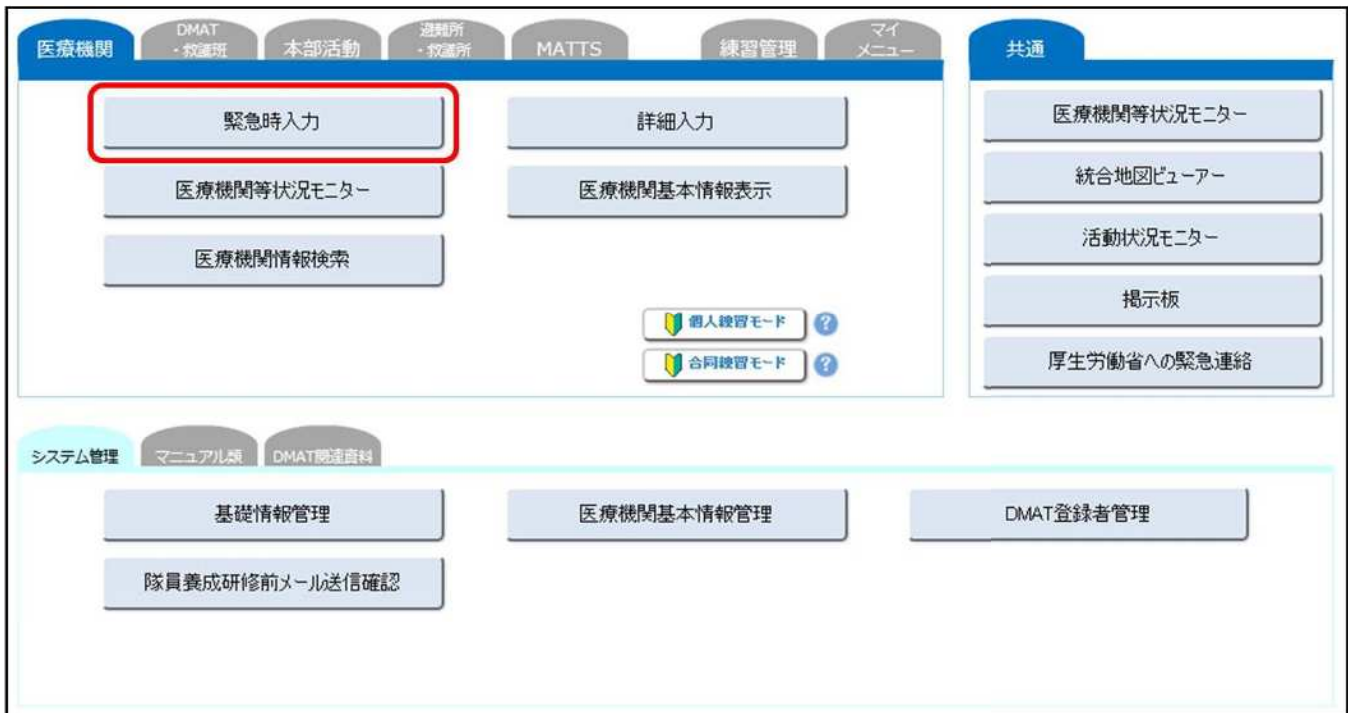 医療機関
DMAT
・救護班
本部活動
避難所
・救護所
MATTS
練習管理
マイ
メニュー
共通
緊急時入力
詳細入力
医療機関等状況モニター
医療機関基本情報表示
医療機関情報検索
個人練習モード ?
合同練習モード ?
医療機関等状況モニター
統合地図ビューアー
活動状況モニター
掲示板
厚生労働省への緊急連絡
システム管理
マニュアル類
DMAT関連資料
基礎情報管理
医療機関基本情報管理
DMAT登録者管理
隊員養成研修前メール送信確認